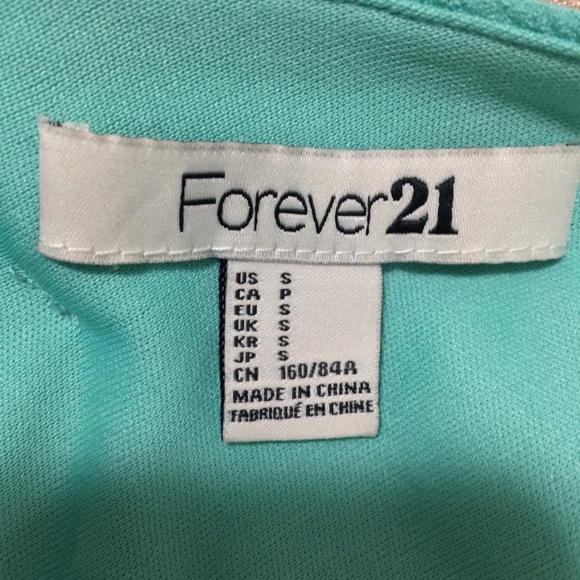 Forever21
US S
CA P
EU S
UK S
KR S
JP S
CN 160/84A
MADE IN CHINA
FABRIQUÉ EN CHINE